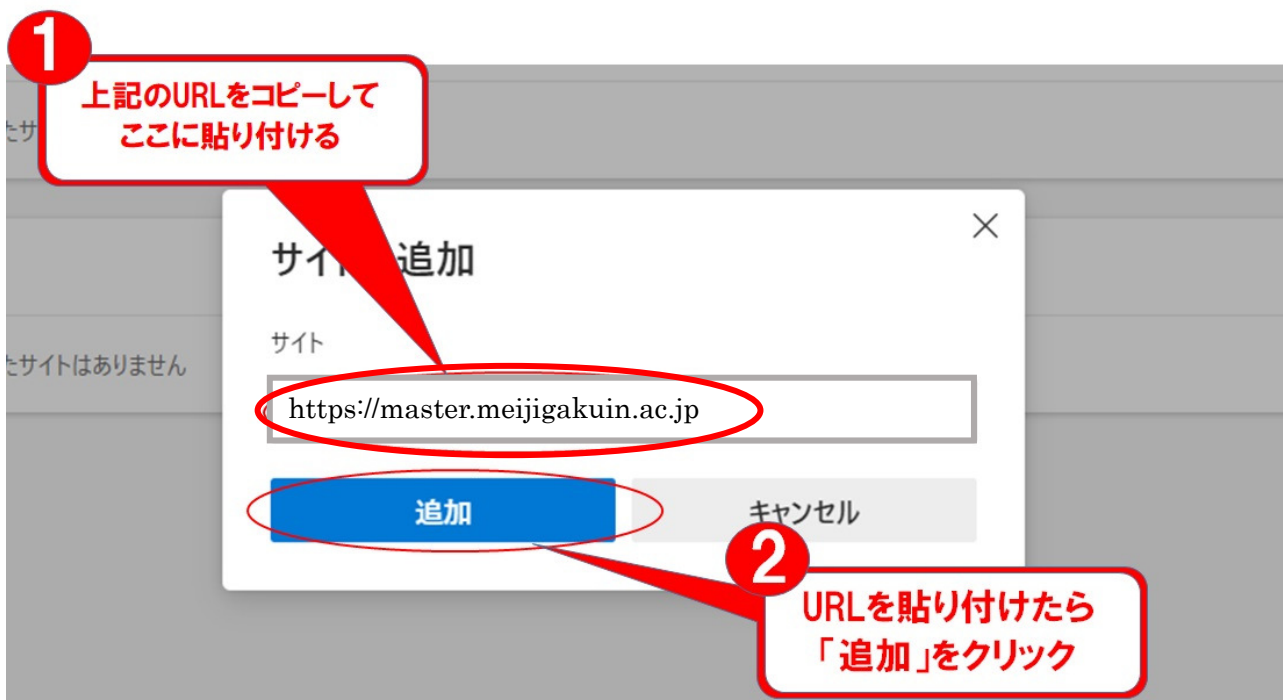 1
上記のURLをコピーして
ここに貼り付ける
たサ
サイト 追加
サイト
たサイトはありません
https://master.meijigakuin.ac.jp
追加
キャンセル
2
URLを貼り付けたら
「追加」をクリック